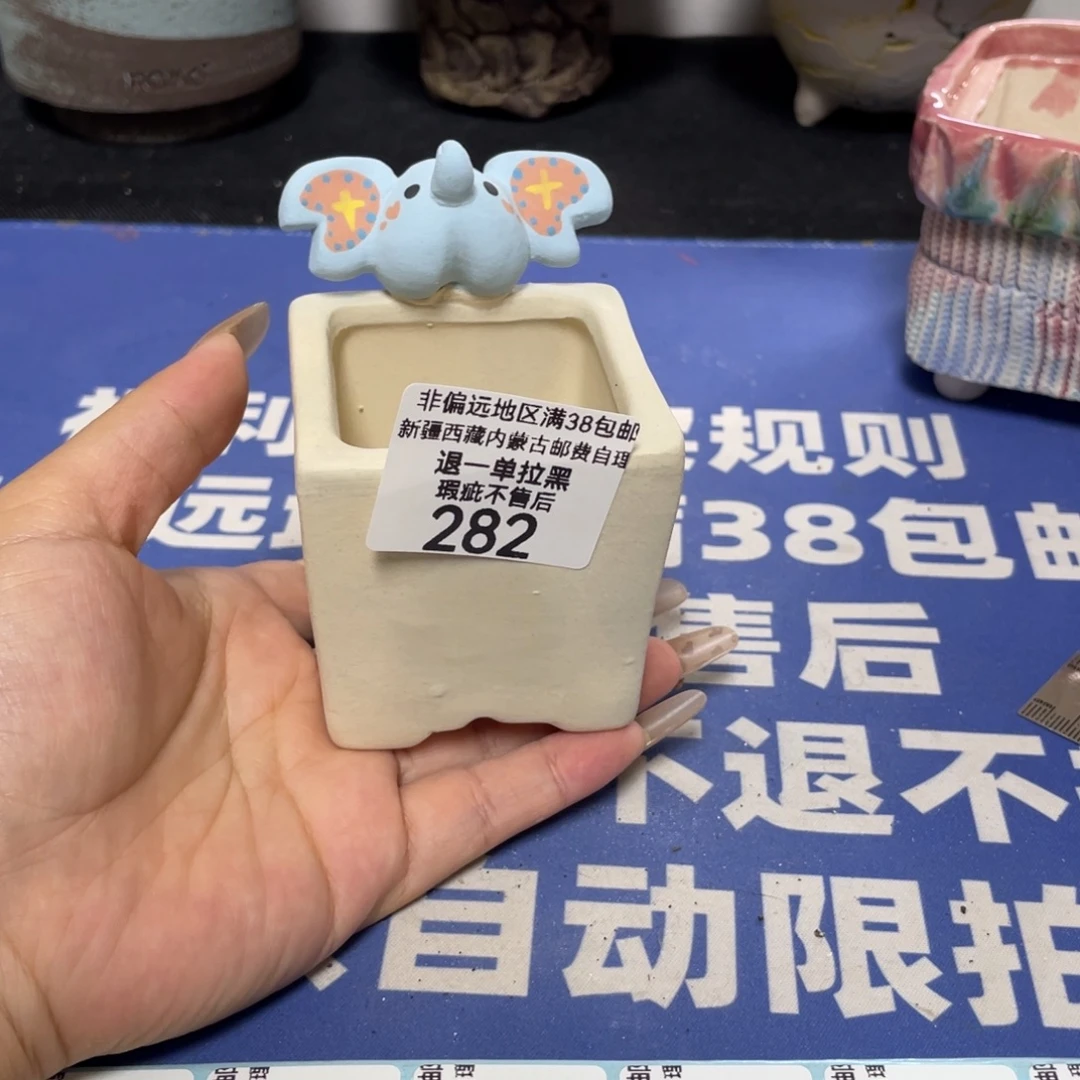 非偏远地区满38包邮
新疆西藏内蒙古邮费自理
退一单拉黑
瑕疵不售后
282
规则
满38包邮
售后
不退不
自动限拍